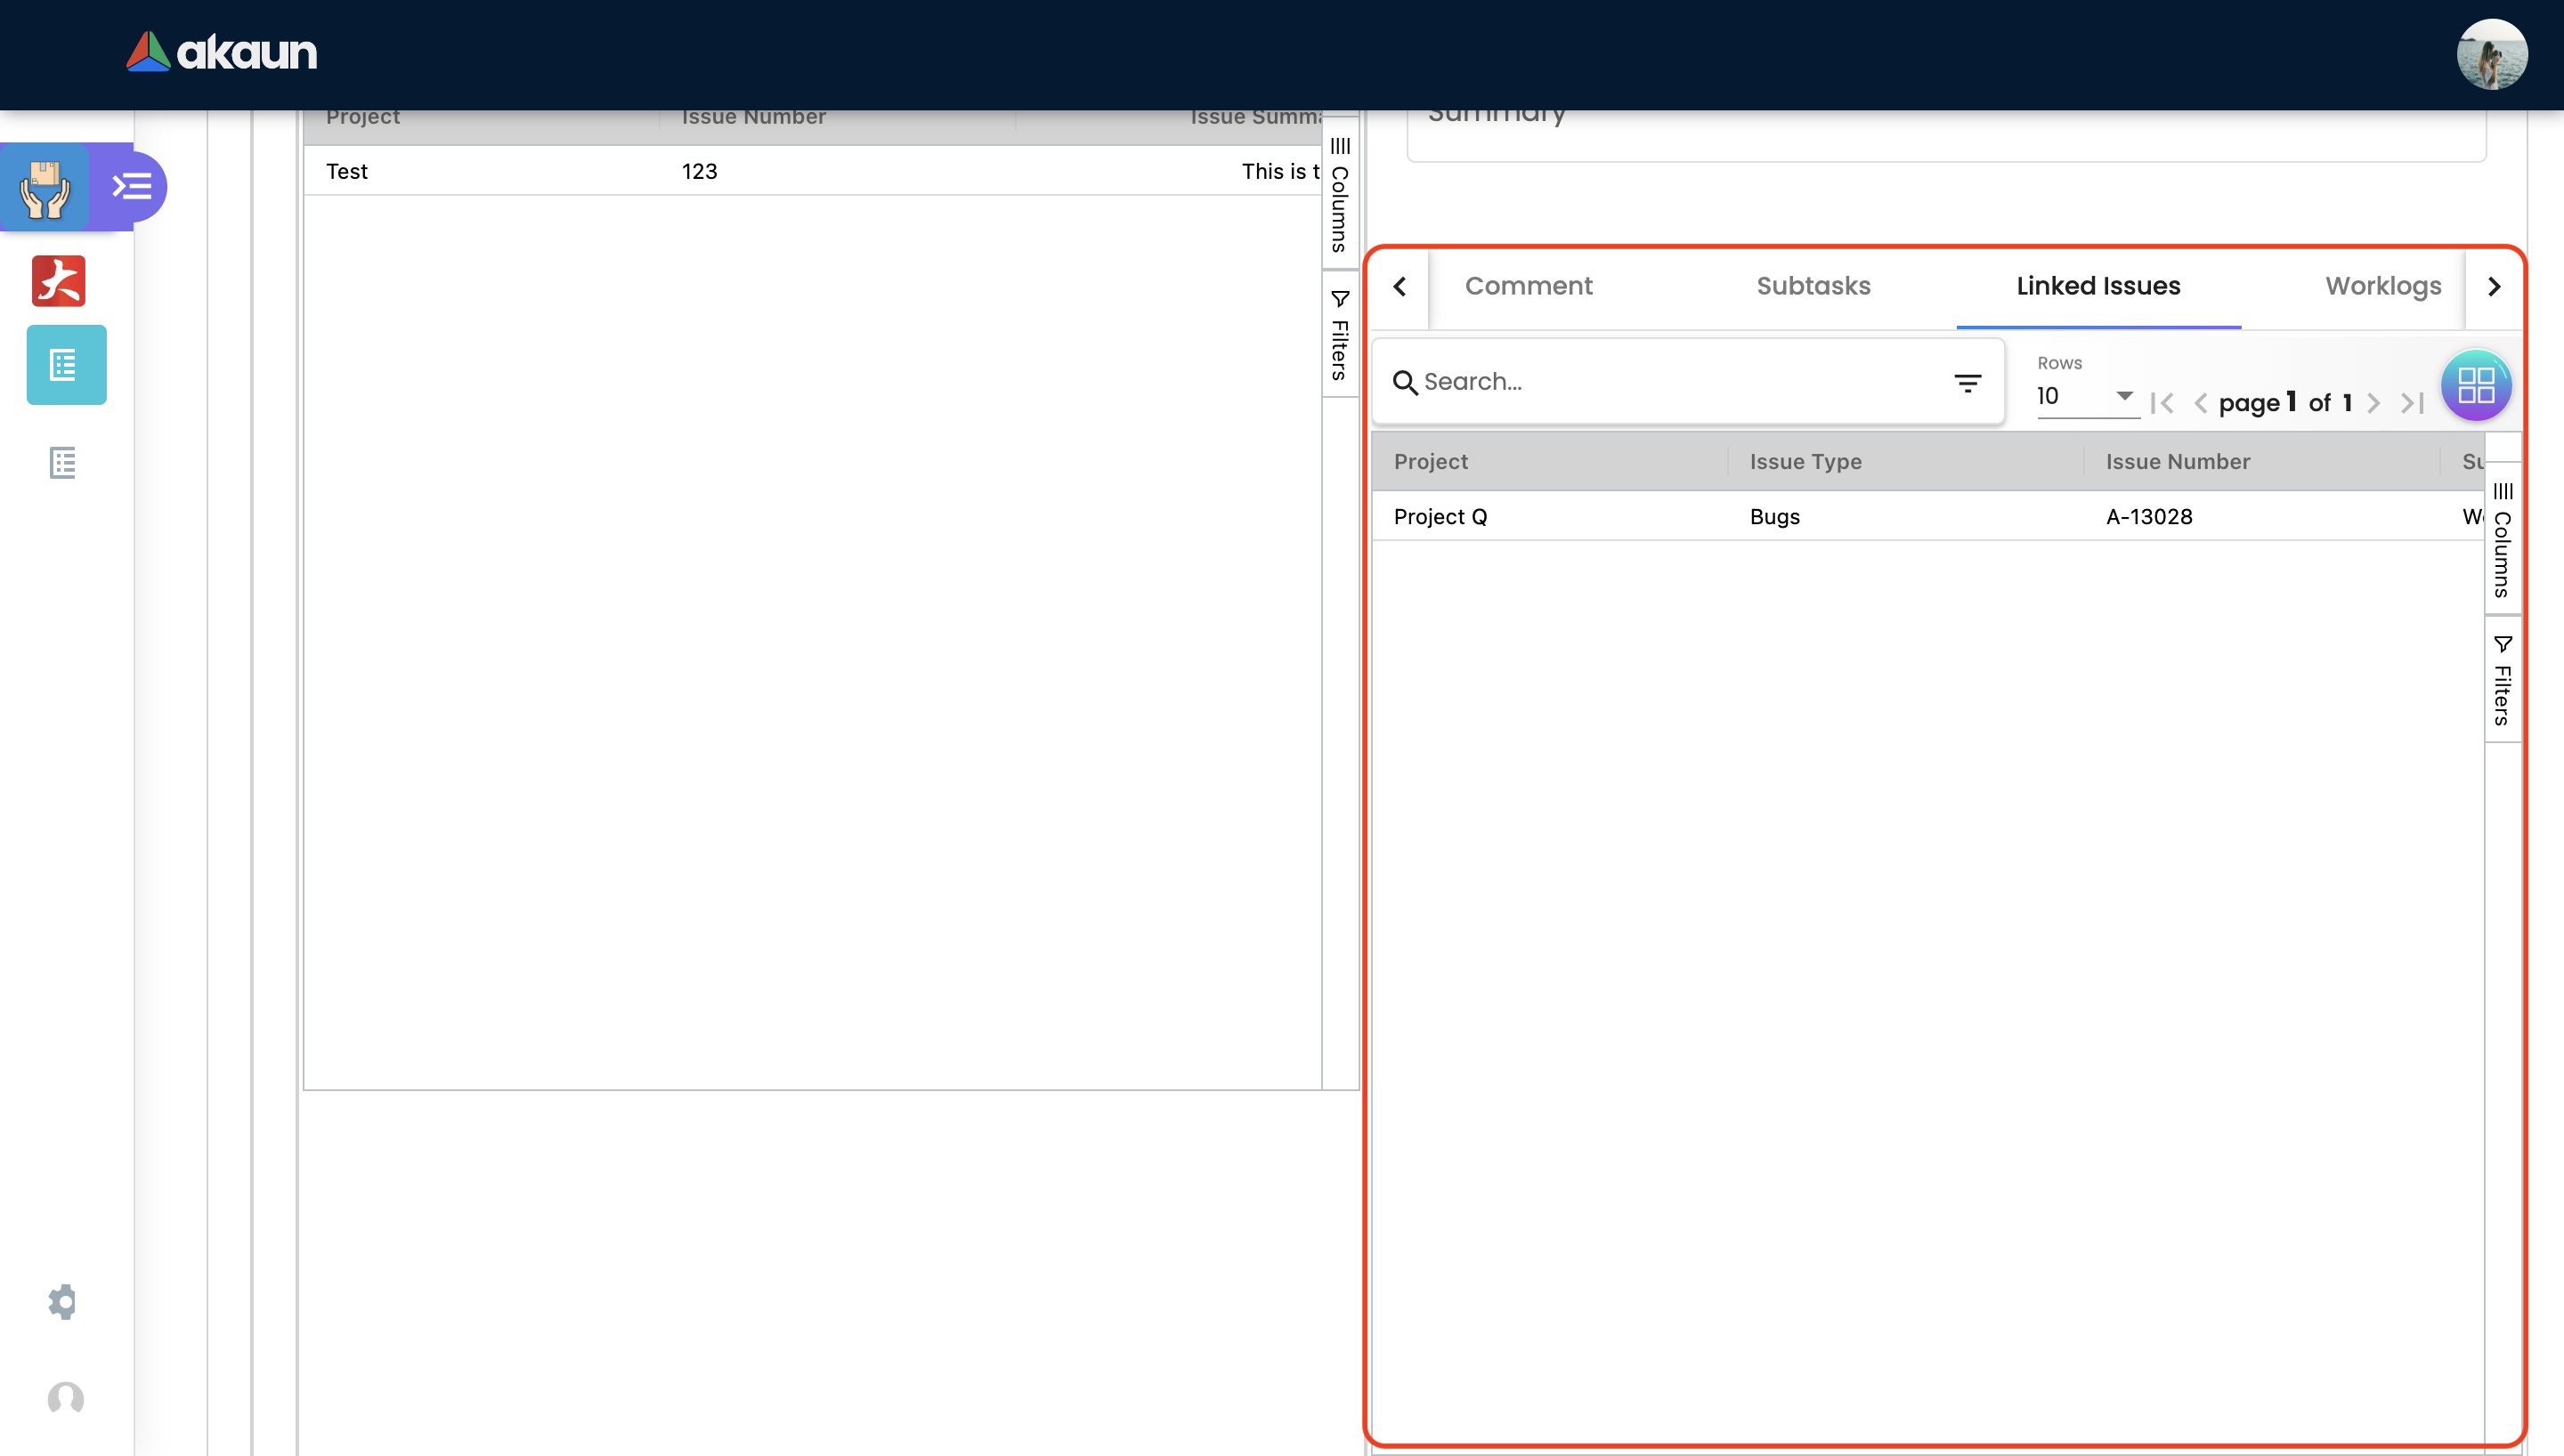 akaun
Project Issue Number Issue Summa
Test 123 This is t
Columns
Filters
Summary
Comment Subtasks Linked Issues Worklogs
Search...
Rows
10
page 1 of 1
Project Issue Type Issue Number Su
Project Q Bugs A-13028 We
Columns
Filters